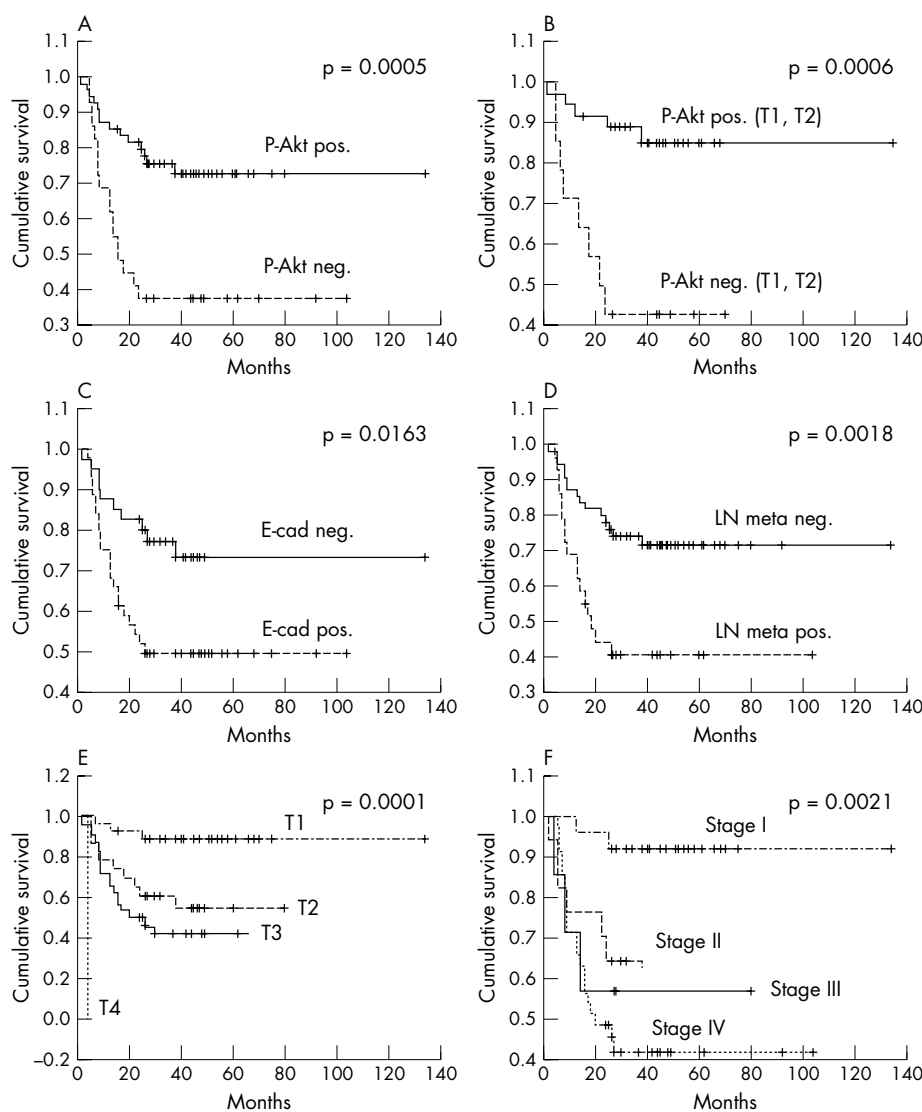 A
p = 0.0005
Cumulative survival
1.1
1.0
0.9
0.8
0.7
0.6
0.5
0.4
0.3
P-Akt pos.
P-Akt neg.
0 20 40 60 80 100 120 140
Months
B
p = 0.0006
Cumulative survival
1.1
1.0
0.9
0.8
0.7
0.6
0.5
0.4
P-Akt pos. (T1, T2)
P-Akt neg. (T1, T2)
0 20 40 60 80 100 120 140
Months
C
p = 0.0163
Cumulative survival
1.1
1.0
0.9
0.8
0.7
0.6
0.5
0.4
E-cad neg.
E-cad pos.
0 20 40 60 80 100 120 140
Months
D
p = 0.0018
Cumulative survival
1.1
1.0
0.9
0.8
0.7
0.6
0.5
0.4
0.3
LN meta neg.
LN meta pos.
0 20 40 60 80 100 120 140
Months
E
p = 0.0001
Cumulative survival
1.2
1.0
0.8
0.6
0.4
0.2
0.0
–0.2
T1
T2
T3
T4
0 20 40 60 80 100 120 140
Months
F
p = 0.0021
Cumulative survival
1.1
1.0
0.9
0.8
0.7
0.6
0.5
0.4
Stage I
Stage II
Stage III
Stage IV
0 20 40 60 80 100 120 140
Months